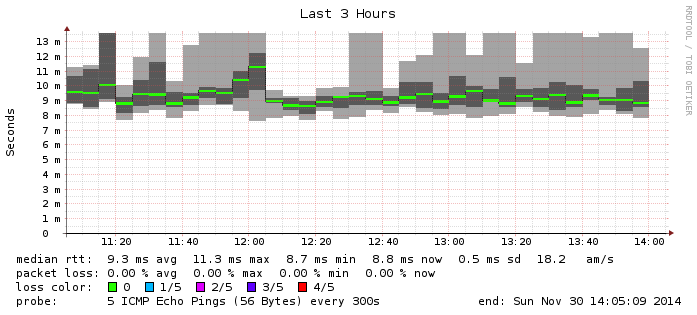 Last 3 Hours
RRDTOOL / TOBI OETIKER
Seconds
13 m
12 m
11 m
10 m
9 m
8 m
7 m
6 m
5 m
4 m
3 m
2 m
1 m
0
11:20 11:40 12:00 12:20 12:40 13:00 13:20 13:40 14:00
median rtt: 9.3 ms avg 11.3 ms max 8.7 ms min 8.8 ms now 0.5 ms sd 18.2 am/s
packet loss: 0.00 % avg 0.00 % max 0.00 % min 0.00 % now
loss color: 0 1/5 2/5 3/5 4/5
probe: 5 ICMP Echo Pings (56 Bytes) every 300s end: Sun Nov 30 14:05:09 2014